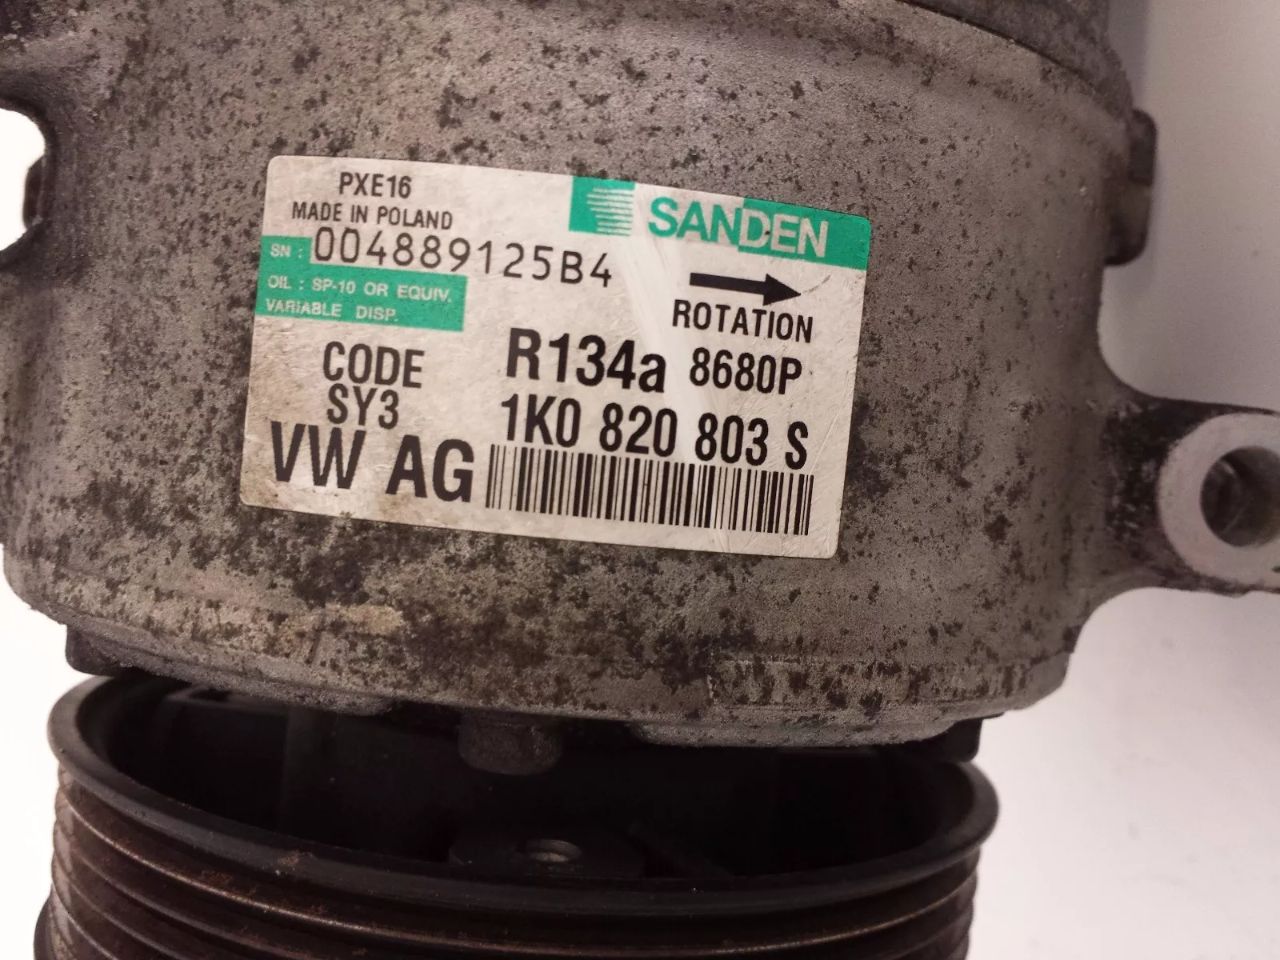 PXE16
MADE IN POLAND
SANDEN
SN : 004889125B4
OIL : SP-10 OR EQUIV.
VARIABLE DISP.
ROTATION
CODE
SY3
R134a 8680P
1K0 820 803 S
VW AG